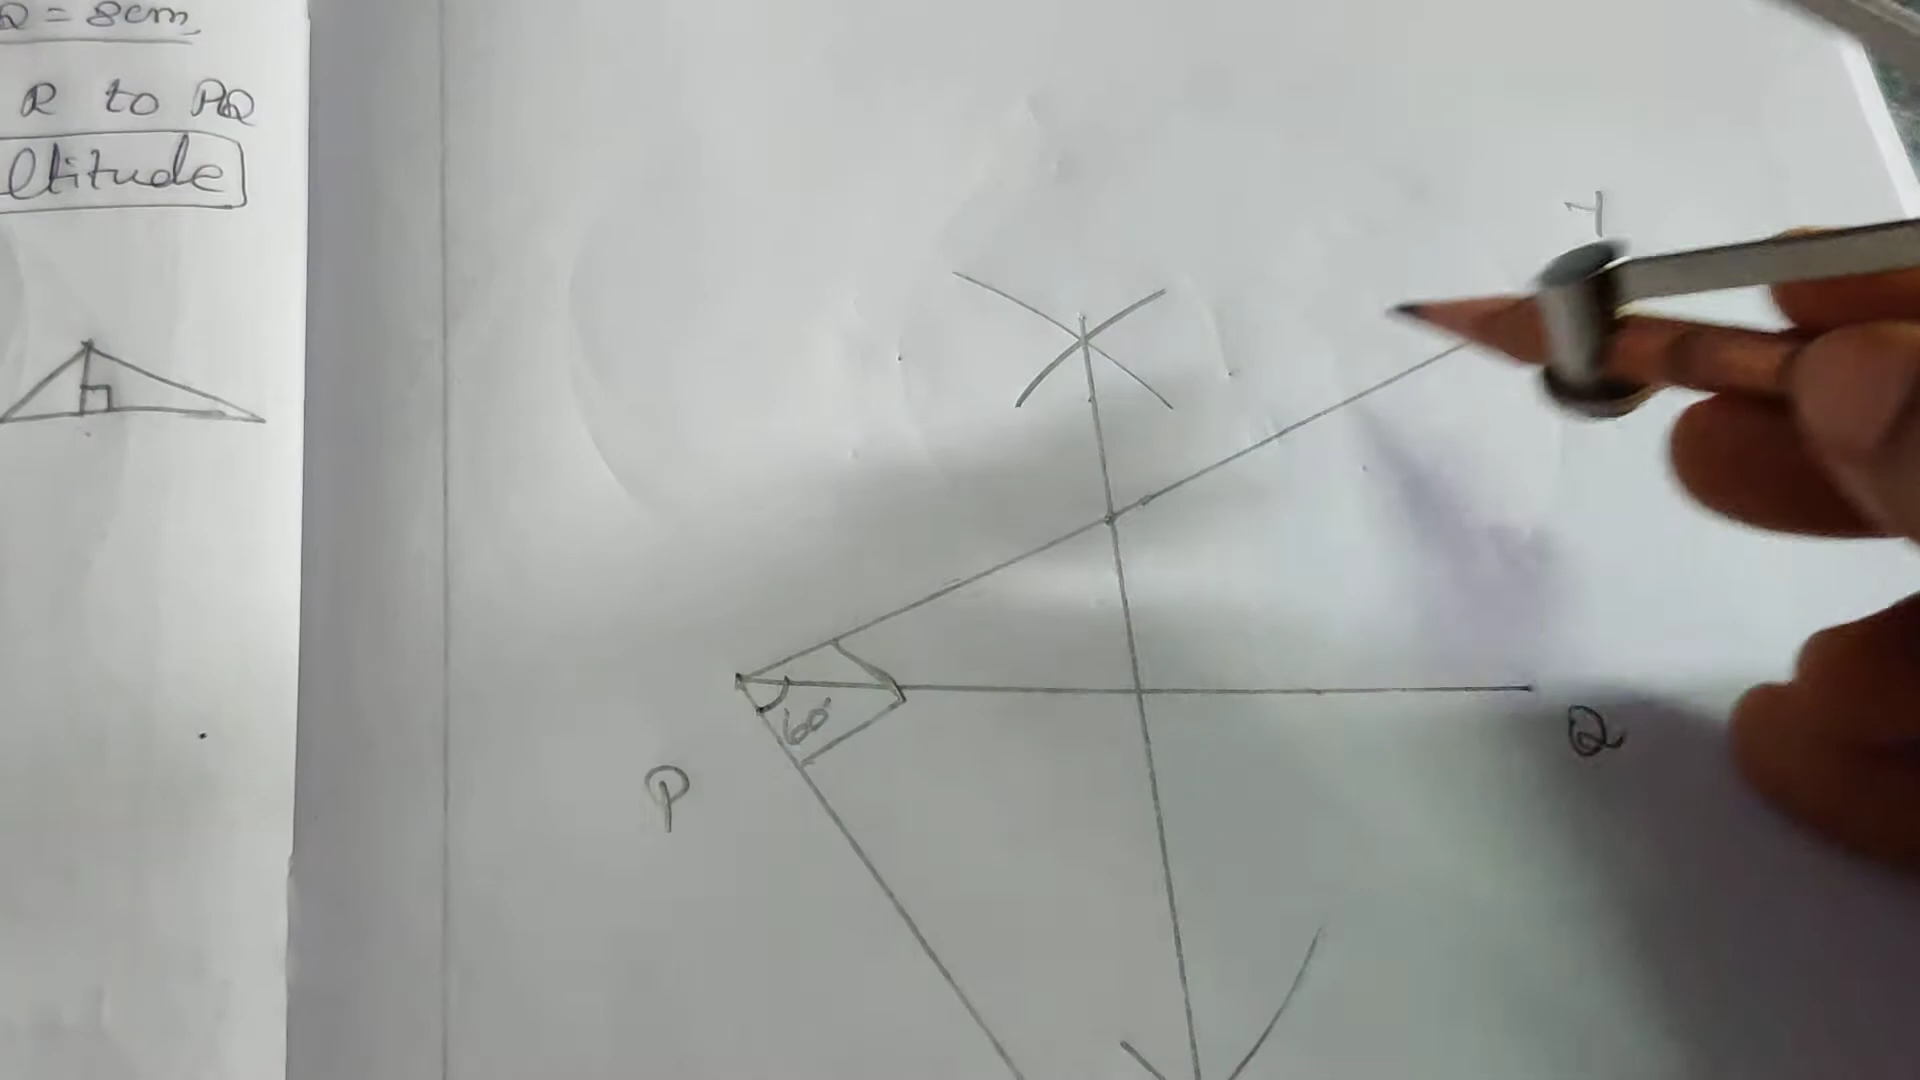 Q = 8cm
R to PQ
ltitude
Y
60°
P
Q